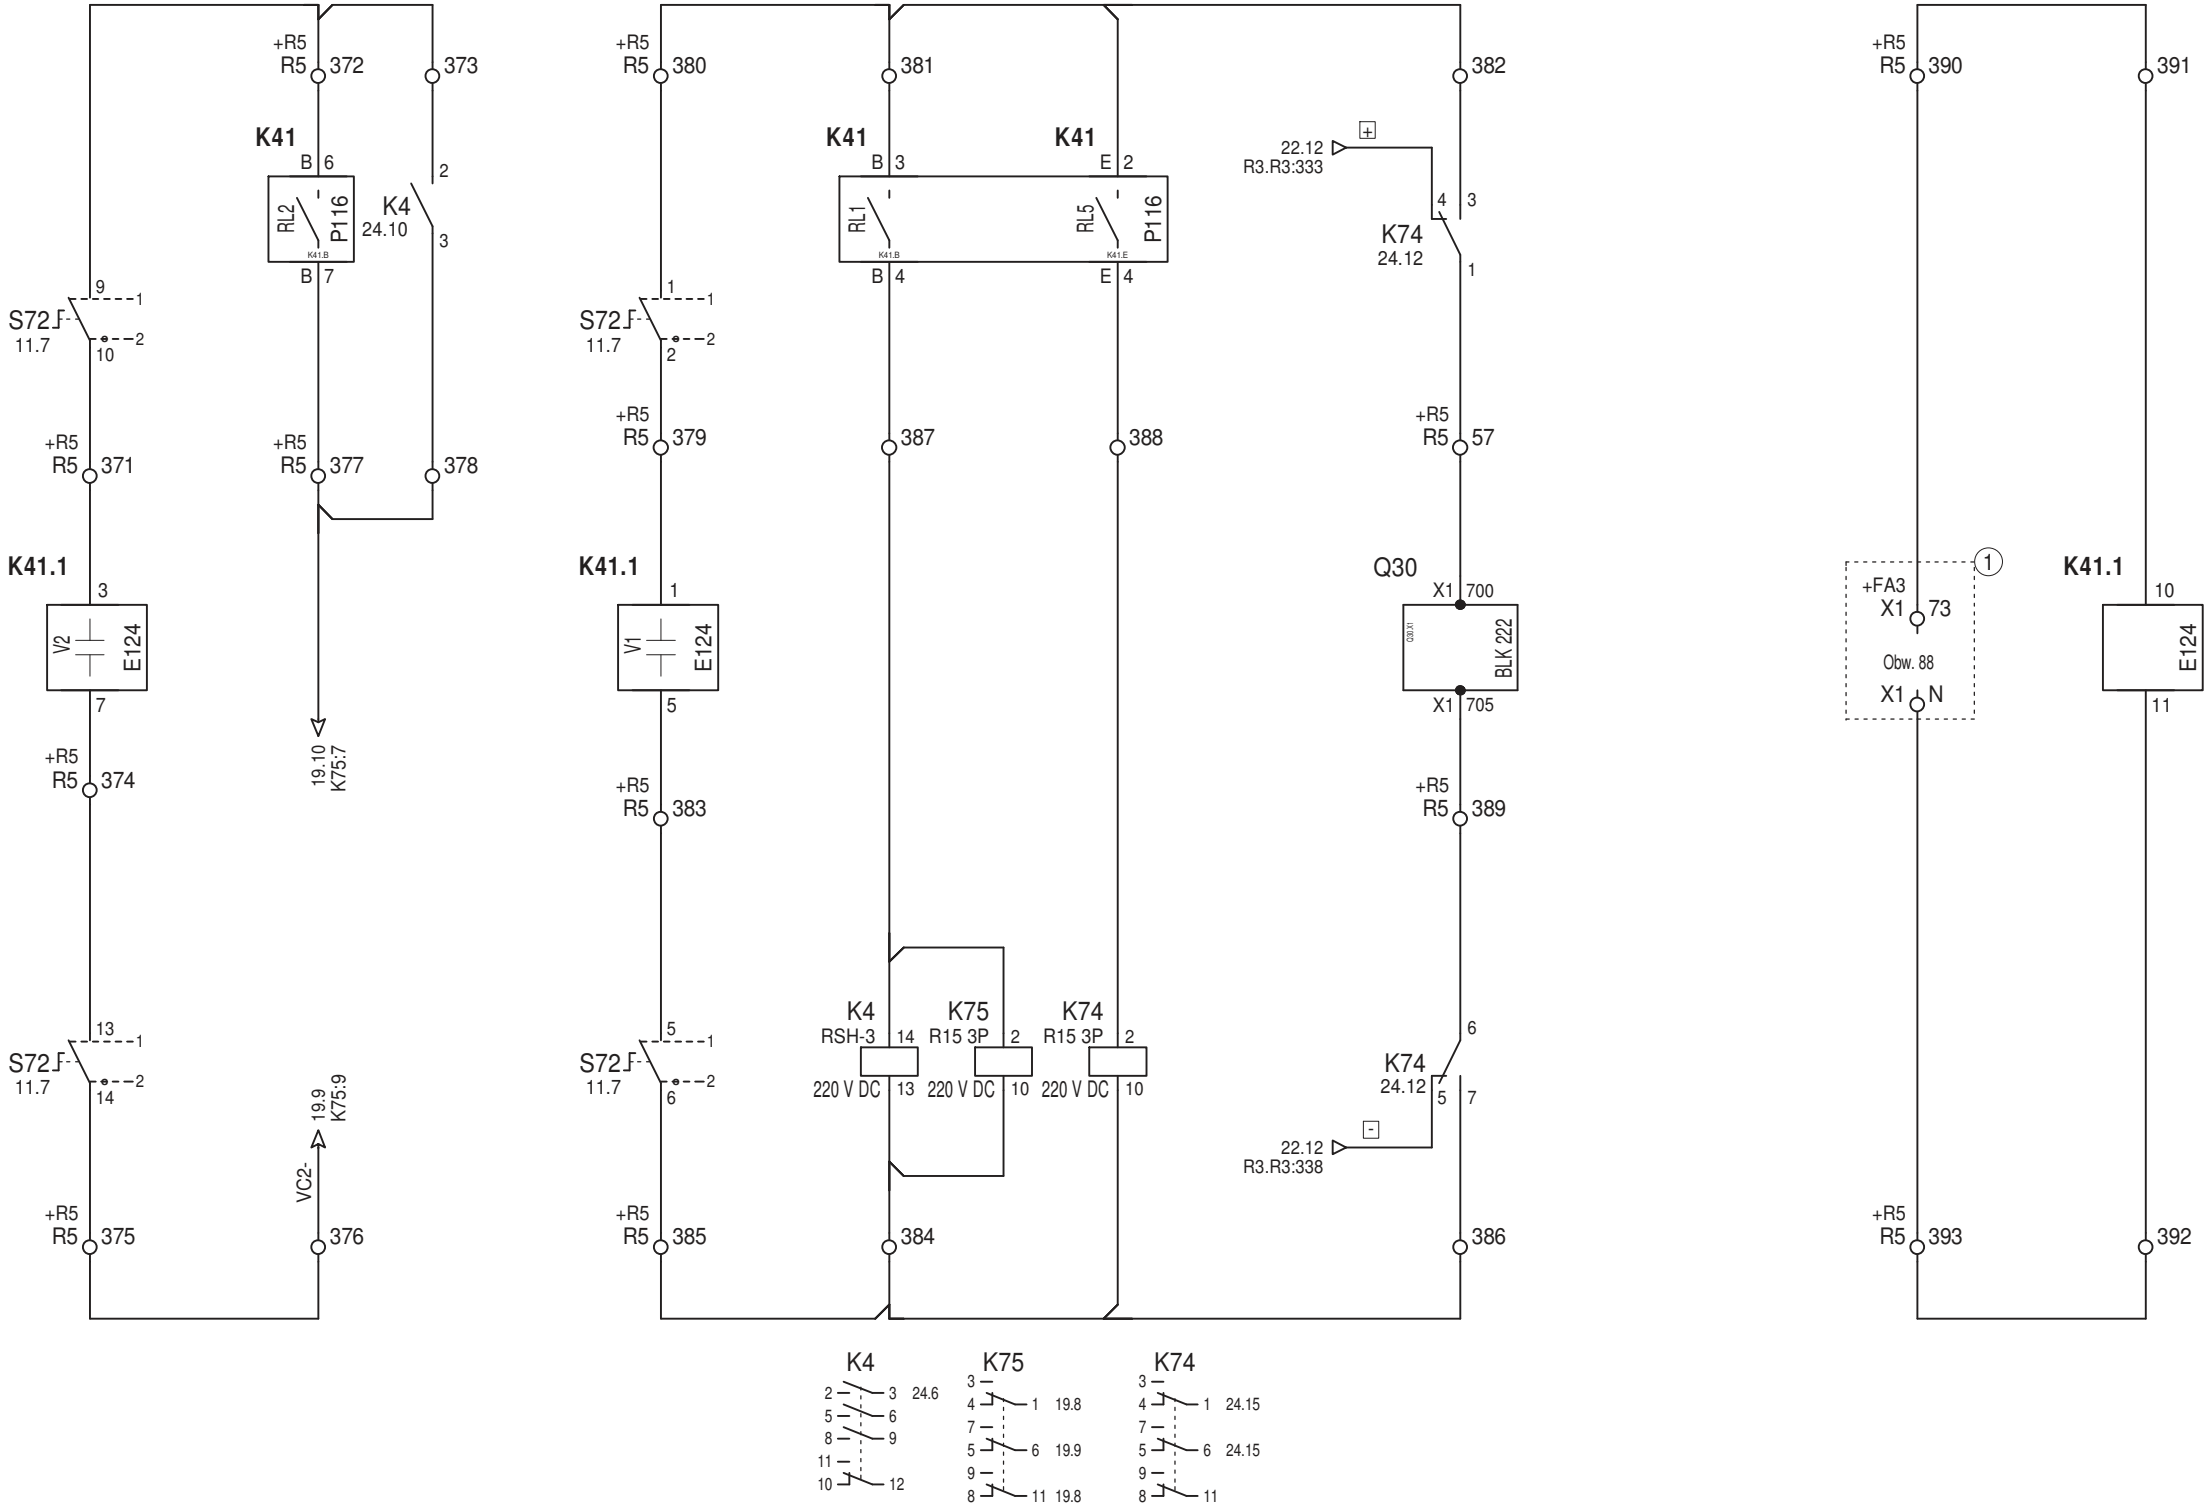 +R5
R5 372
373
+R5
R5 380
381
382
+R5
R5 390
391
K41
B 6
RL2
P116
K41.B
B 7
2
K4
24.10
3
K41
B 3
RL1
K41.B
B 4
K41
E 2
RL5
P116
K41.E
E 4
+
22.12
R3.R3:333
4 3
K74
24.12
1
9
1
S72
11.7
2
10
1
1
S72
11.7
2
2
+R5
R5 371
+R5
R5 377
378
+R5
R5 379
387
388
+R5
R5 57
K41.1
3
V2
E124
7
K41.1
1
V1
E124
5
Q30
X1 700
Q30.X1
BLK 222
X1 705
1
+FA3
X1 73
Obw. 88
X1 N
K41.1
10
E124
11
19.10
K75:7
+R5
R5 374
+R5
R5 383
+R5
R5 389
13
1
S72
11.7
2
14
19.9
K75:9
VC2-
5
1
S72
11.7
2
6
K4
RSH-3 14
220 V DC 13
K75
R15 3P 2
220 V DC 10
K74
R15 3P 2
220 V DC 10
6
K74
24.12
5 7
-
22.12
R3.R3:338
+R5
R5 375
376
+R5
R5 385
384
386
+R5
R5 393
392
K4
2 3 24.6
5 6
8 9
11
10 12
K75
3
4 1 19.8
7
5 6 19.9
9
8 11 19.8
K74
3
4 1 24.15
7
5 6 24.15
9
8 11